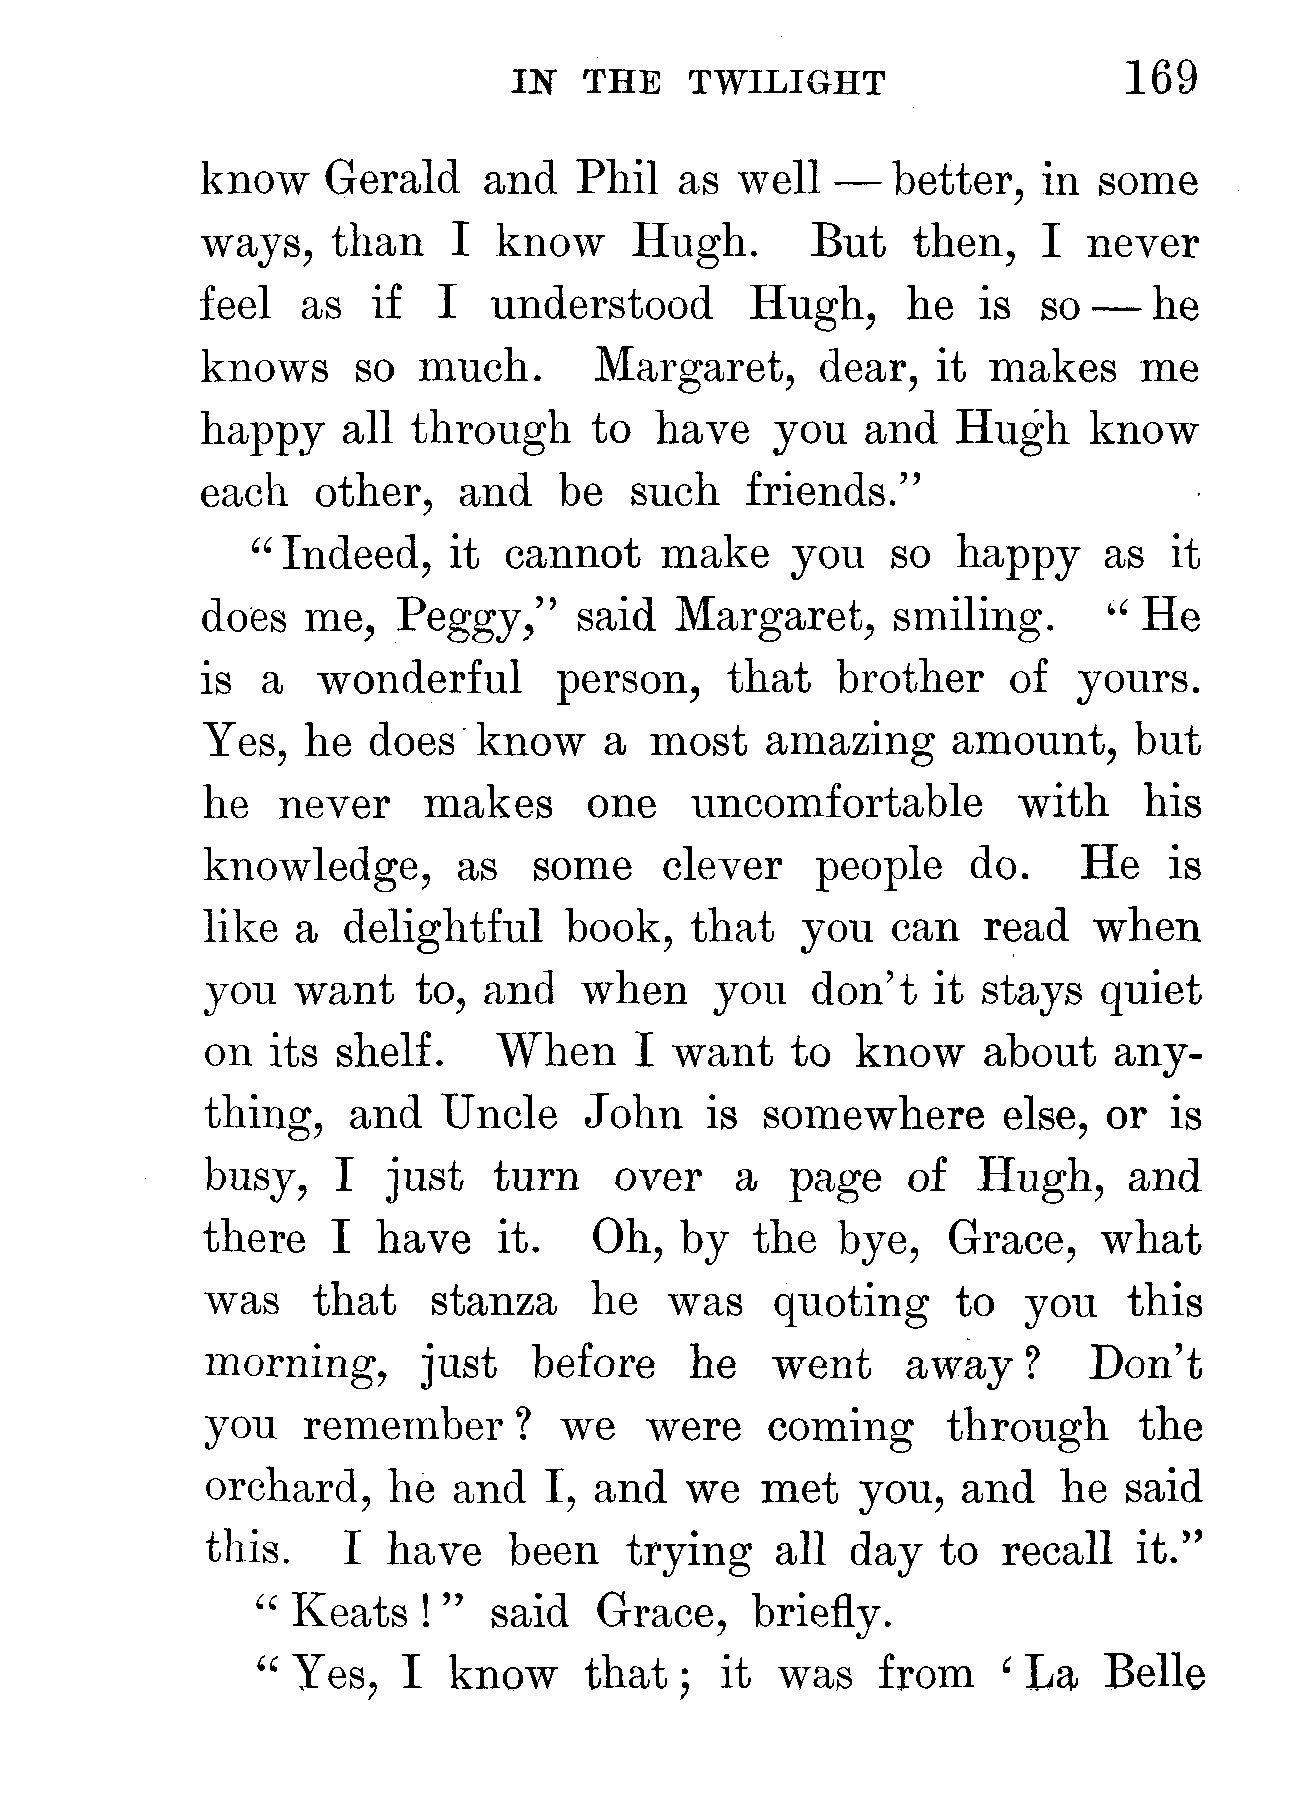 IN THE TWILIGHT 169
know Gerald and Phil as well — better, in some
ways, than I know Hugh. But then, I never
feel as if I understood Hugh, he is so — he
knows so much. Margaret, dear, it makes me
happy all through to have you and Hugh know
each other, and be such friends.”
“Indeed, it cannot make you so happy as it
does me, Peggy,” said Margaret, smiling. “He
is a wonderful person, that brother of yours.
Yes, he does know a most amazing amount, but
he never makes one uncomfortable with his
knowledge, as some clever people do. He is
like a delightful book, that you can read when
you want to, and when you don’t it stays quiet
on its shelf. When I want to know about any-
thing, and Uncle John is somewhere else, or is
busy, I just turn over a page of Hugh, and
there I have it. Oh, by the bye, Grace, what
was that stanza he was quoting to you this
morning, just before he went away? Don’t
you remember? we were coming through the
orchard, he and I, and we met you, and he said
this. I have been trying all day to recall it.”
“Keats!” said Grace, briefly.
“Yes, I know that; it was from ‘La Belle